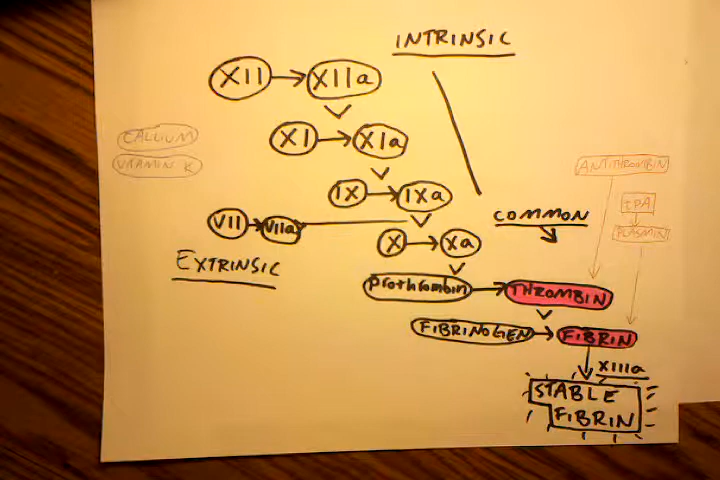 INTRINSIC
XII → XIIa
CALCIUM
XI → XIa
VITAMIN K
ANTITHROMBIN
IX → IXa
tPA
COMMON
VII → VIIa
PLASMIN
X → Xa
EXTRINSIC
Prothrombin → THROMBIN
FIBRINOGEN → FIBRIN
XIIIa
STABLE
FIBRIN